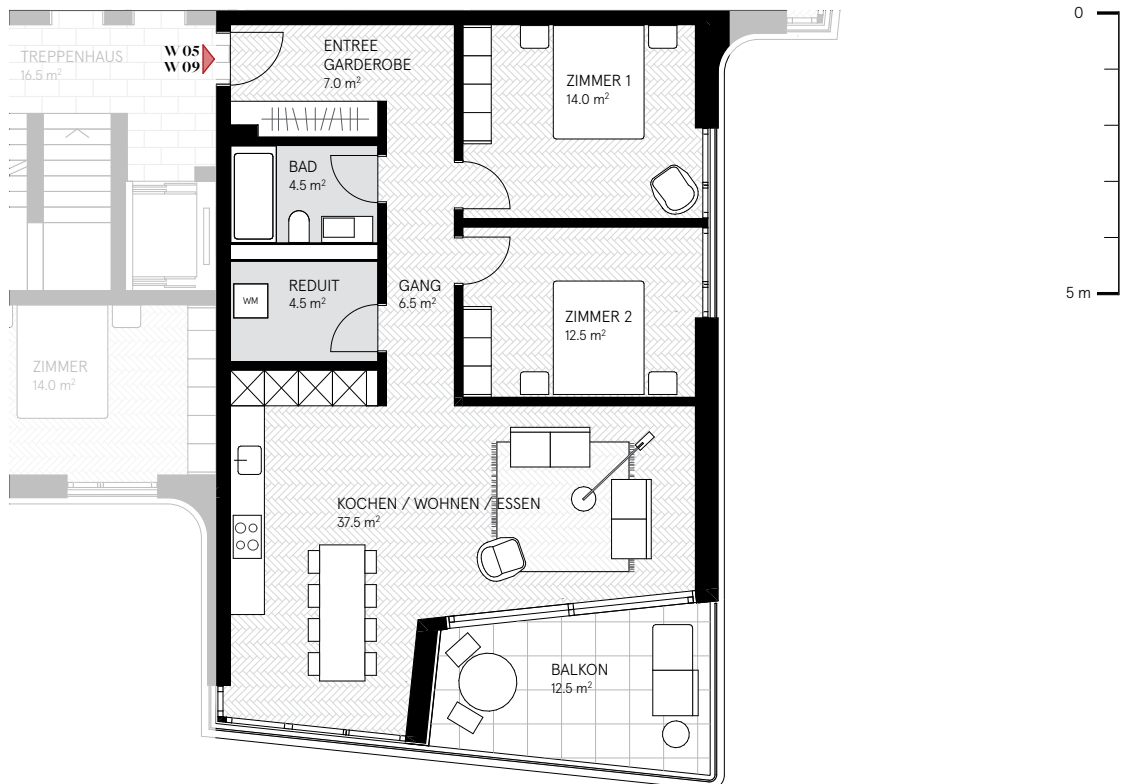 TREPPENHAUS
16.5 m²
W 05
W 09
ENTREE
GARDEROBE
7.0 m²
ZIMMER 1
14.0 m²
0
BAD
4.5 m²
REDUIT
4.5 m²
WM
GANG
6.5 m²
ZIMMER 2
12.5 m²
5 m
ZIMMER
14.0 m²
KOCHEN / WOHNEN / ESSEN
37.5 m²
BALKON
12.5 m²